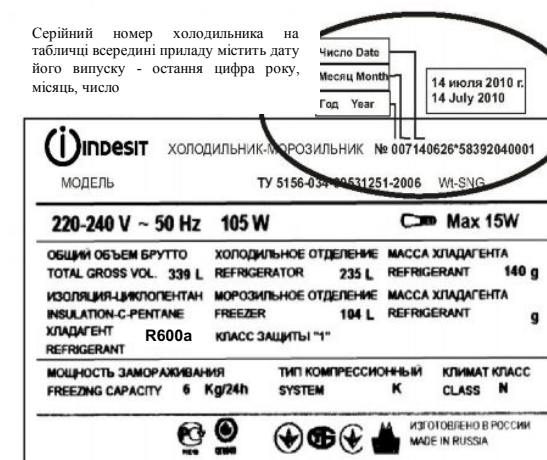 Серійний номер холодильника на
табличці всередині приладу містить дату
його випуску - остання цифра року,
місяць, число
Число Date
Месяц Month
Год Year
14 июля 2010 г.
14 July 2010
indesit ХОЛОДИЛЬНИК-МОРОЗИЛЬНИК № 007140626*58392040001
МОДЕЛЬ ТУ 5156-034-00531251-2006 Wt-SNG
220-240 V ~ 50 Hz 105 W Max 15W
ОБЩИЙ ОБЪЕМ БРУТТО ХОЛОДИЛЬНОЕ ОТДЕЛЕНИЕ МАССА ХЛАДАГЕНТА
TOTAL GROSS VOL. 339 L REFRIGERATOR 235 L REFRIGERANT 140 g
ИЗОЛЯЦИЯ-ЦИКЛОПЕНТАН МОРОЗИЛЬНОЕ ОТДЕЛЕНИЕ МАССА ХЛАДАГЕНТА
INSULATION-C-PENTANE FREEZER 104 L REFRIGERANT g
ХЛАДАГЕНТ R600a КЛАСС ЗАЩИТЫ "1"
REFRIGERANT
МОЩНОСТЬ ЗАМОРАЖИВАНИЯ ТИП КОМПРЕССИОННЫЙ КЛИМАТ КЛАСС
FREEZING CAPACITY 6 Kg/24h SYSTEM K CLASS N
ИЗГОТОВЛЕНО В РОССИИ
MADE IN RUSSIA